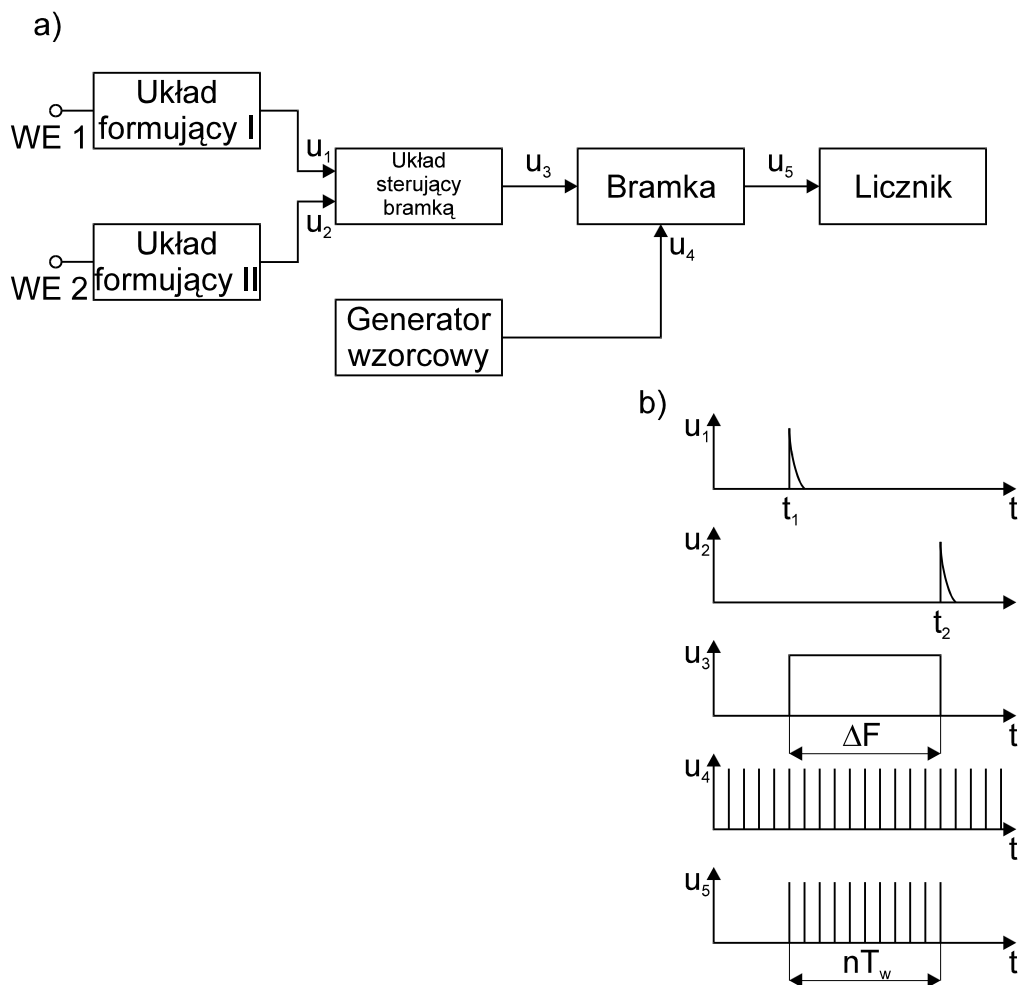 a)
Układ
formujący I
WE 1
u1
Układ
sterujący
bramką
u3
Bramka
u5
Licznik
u2
Układ
formujący II
WE 2
u4
Generator
wzorcowy
b)
u1
t1
t
u2
t2
t
u3
ΔF
t
u4
t
u5
nTw
t